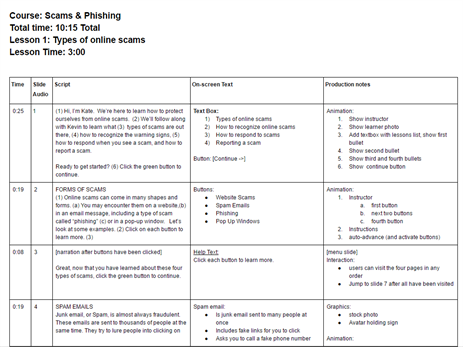 Course: Scams & Phishing
Total time: 10:15 Total
Lesson 1: Types of online scams
Lesson Time: 3:00
Time
Slide Audio
Script
On-screen Text
Production notes
0:25
1
(1) Hi, I'm Kate. We're here to learn how to protect
ourselves from online scams. (2) We'll follow along
with Kevin to learn what (3) types of scams are out
there, (4) how to recognize the warning signs, (5)
how to respond when you see a scam, and how to
report a scam.
Ready to get started? (6) Click the green button to
continue.
Text Box:
1) Types of online scams
2) How to recognize online scams
3) How to respond to scams
4) Reporting a scam
Button: [Continue ->]
Animation:
1. Show instructor
2. Show learner photo
3. Add textbox with lessons list, show first
bullet
4. Show second bullet
5. Show third and fourth bullets
6. Show continue button
0:19
2
FORMS OF SCAMS
(1) Online scams can come in many shapes and
forms. (a) You may encounter them on a website,(b)
in an email message, including a type of scam
called "phishing" (c) or in a pop-up window. Let's
look at some examples. (2) Click on each button to
learn more. (3)
Buttons:
• Website Scams
• Spam Emails
• Phishing
• Pop Up Windows
Animation:
1. Instructor
a. first button
b. next two buttons
c. fourth button
2. Instructions
3. auto-advance (and activate buttons)
0:08
3
[narration after buttons have been clicked]
Great, now that you have learned about these four
types of scams, click the green button to continue.
Help Text:
Click each button to learn more.
[menu slide]
Interaction:
• users can visit the four pages in any
order
• Jump to slide 7 after all have been visited
0:19
4
SPAM EMAILS
Junk email, or Spam, is almost always fraudulent.
These emails are sent to thousands of people at the
same time. They try to lure people into clicking on
Spam email:
• Is junk email sent to many people at
once
• Includes fake links for you to click
• Asks you to call a fake phone number
Graphics:
• stock photo
• Avatar holding sign
Animation: